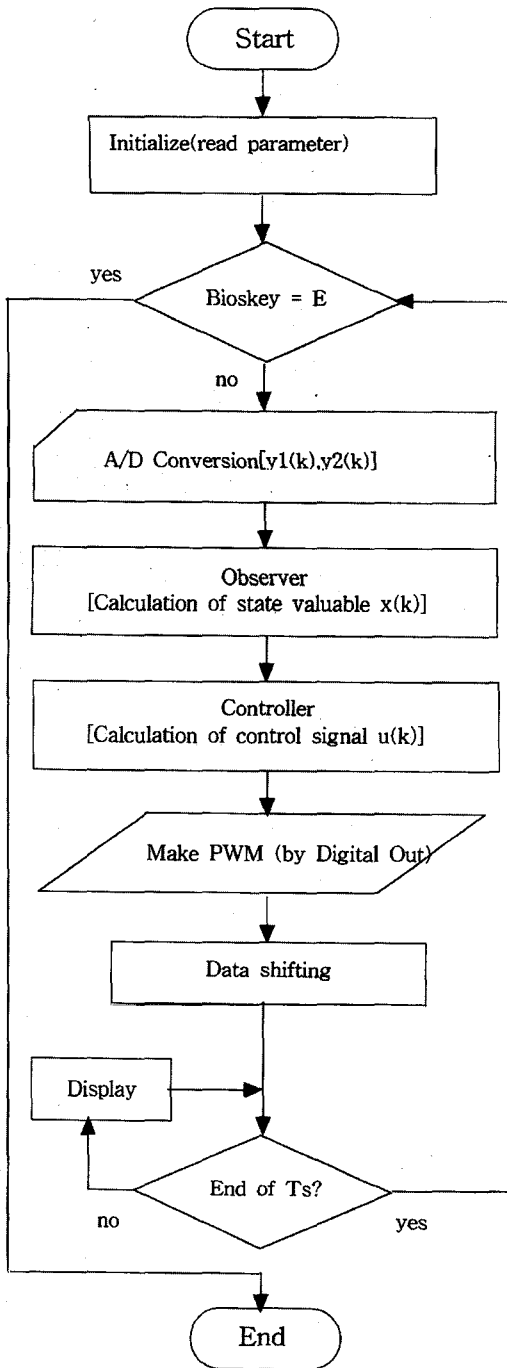 Start
Initialize(read parameter)
yes
Bioskey = E
no
A/D Conversion[y1(k),y2(k)]
Observer
[Calculation of state valuable x(k)]
Controller
[Calculation of control signal u(k)]
Make PWM (by Digital Out)
Data shifting
Display
End of Ts?
no
yes
End